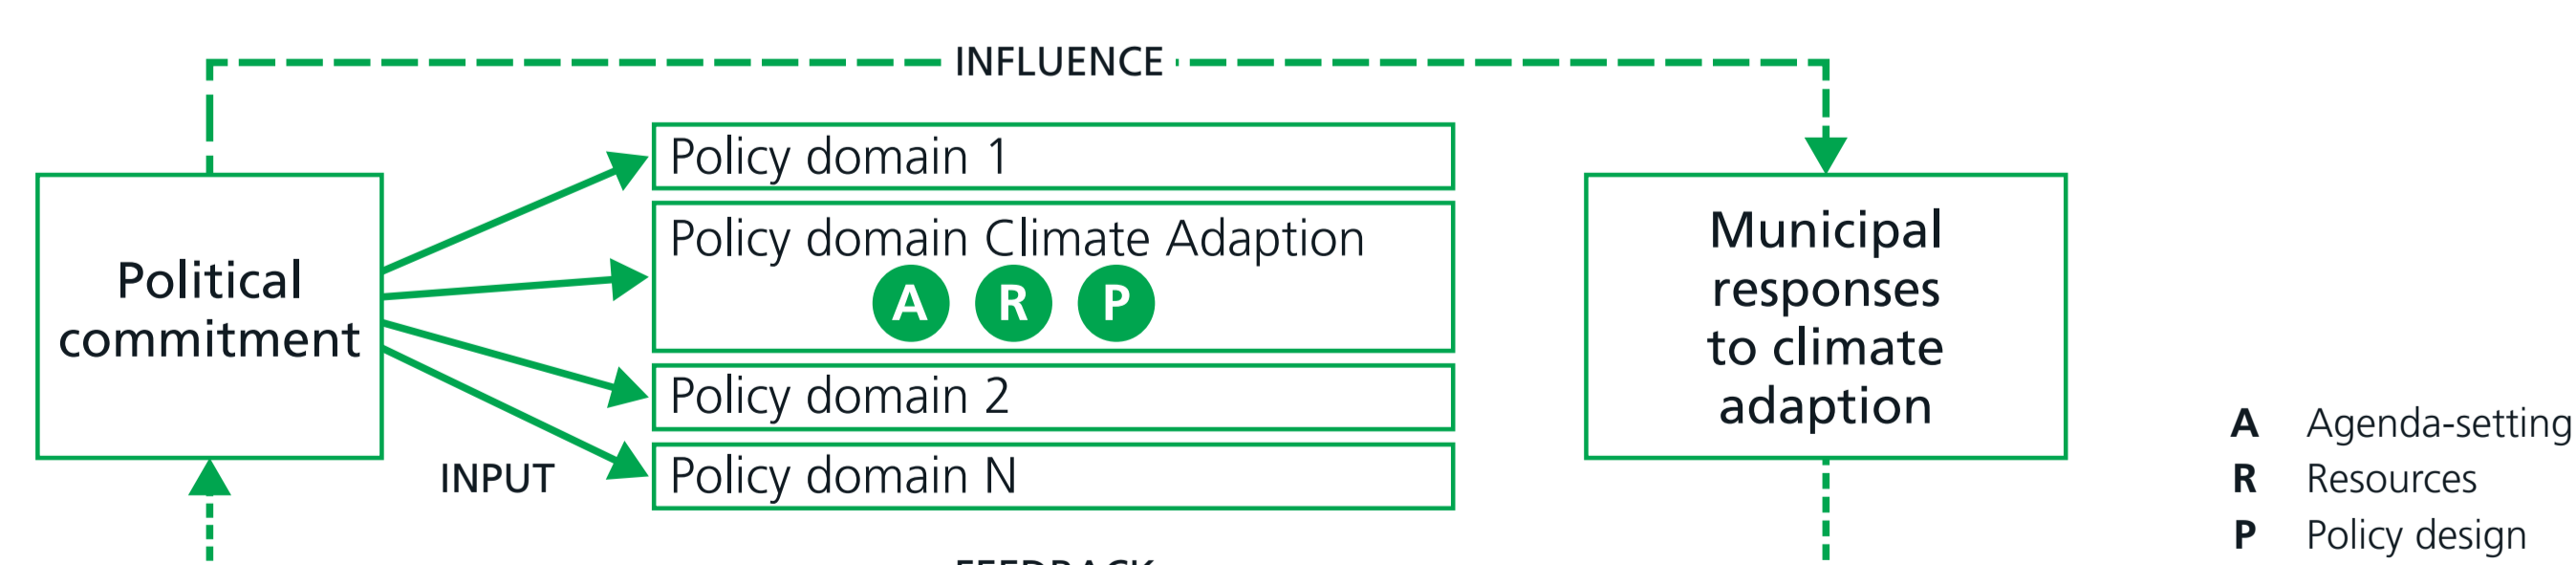 INFLUENCE
Policy domain 1
Policy domain Climate Adaption
A R P
Policy domain 2
Policy domain N
Political
commitment
INPUT
Municipal
responses
to climate
adaption
A Agenda-setting
R Resources
P Policy design
FEEDBACK